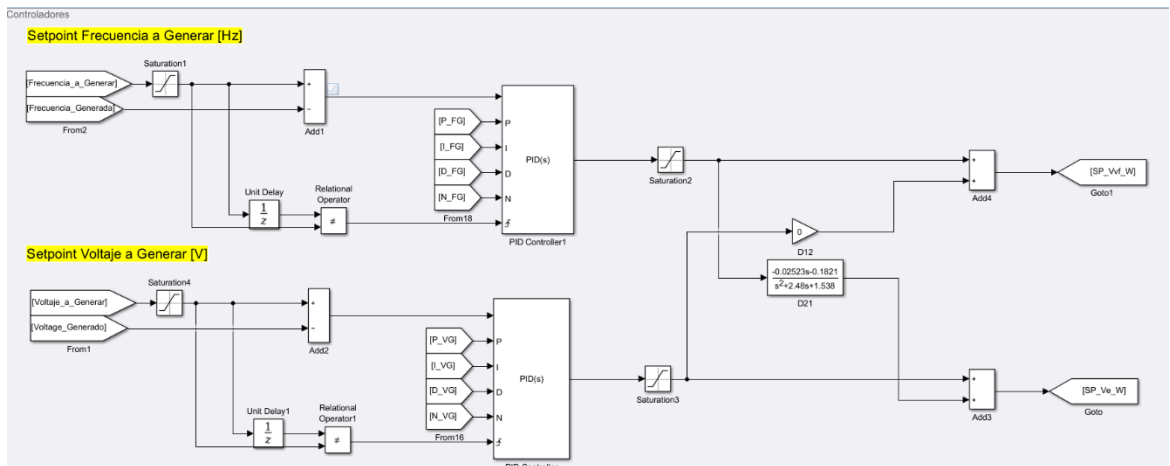 Controladores
Setpoint Frecuencia a Generar [Hz]
Saturation1
[Frecuencia_a_Generar]
[Frecuencia_Generada]
From2
+
−
Add1
[P_FG]
[I_FG]
[D_FG]
[N_FG]
From18
P
I
D
N
PID(s)
PID Controller1
Unit Delay
1
z
Relational
Operator
≠
Saturation2
+
+
Add4
[SP_Vvf_W]
Goto1
0
D12
-0.02523s-0.1821
s²+2.48s+1.538
D21
Setpoint Voltaje a Generar [V]
Saturation4
[Voltaje_a_Generar]
[Voltage_Generado]
From1
+
−
Add2
[P_VG]
[I_VG]
[D_VG]
[N_VG]
From16
P
I
D
N
PID(s)
PID Controller
Unit Delay1
1
z
Relational
Operator1
≠
Saturation3
+
+
Add3
[SP_Ve_W]
Goto